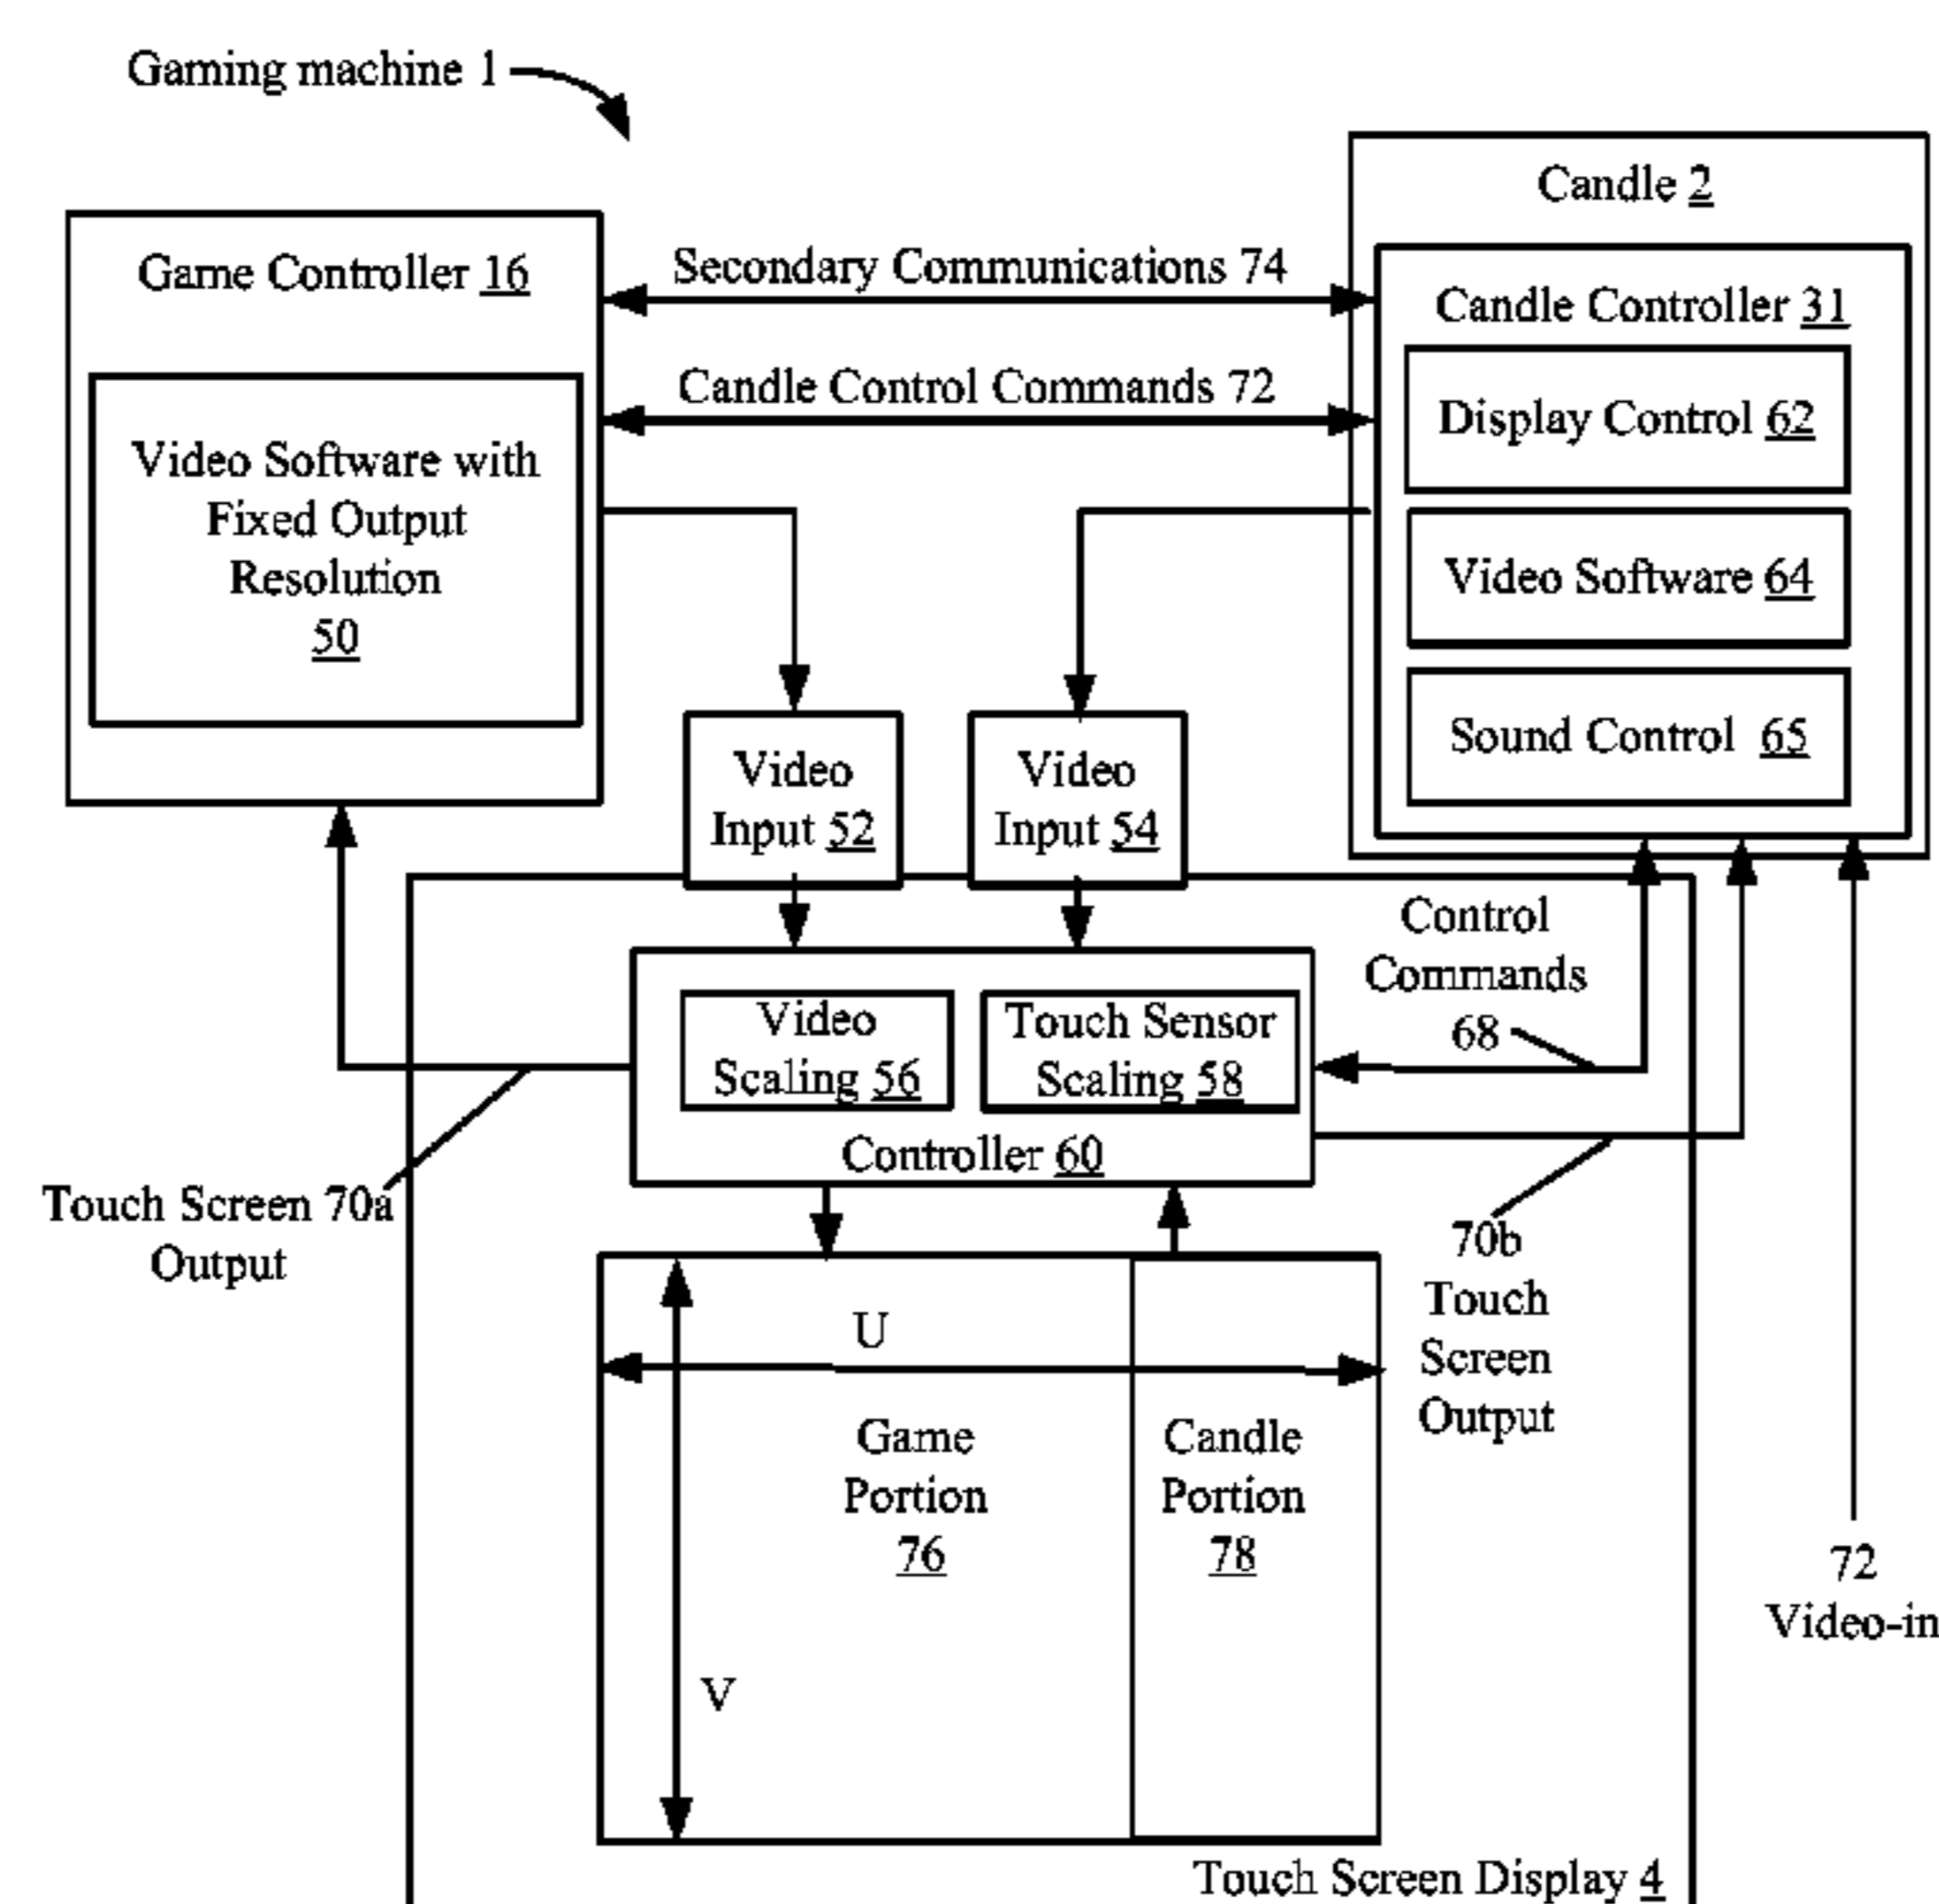 Gaming machine 1
Candle 2
Game Controller 16
Secondary Communications 74
Candle Controller 31
Candle Control Commands 72
Display Control 62
Video Software with
Fixed Output
Resolution
50
Video Software 64
Sound Control 65
Video
Input 52
Video
Input 54
Control
Commands
68
Video
Scaling 56
Touch Sensor
Scaling 58
Controller 60
Touch Screen 70a
Output
70b
Touch
Screen
Output
U
Game
Portion
76
Candle
Portion
78
72
Video-in
V
Touch Screen Display 4